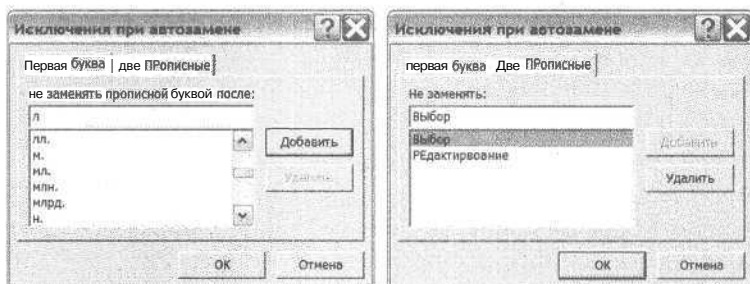 Исключения при автозамене
Первая буква две ПРописные
не заменять прописной буквой после:
л
лл.
м.
мл.
млн.
млрд.
н.
Добавить
Удалить
ОК
Отмена
Исключения при автозамене
первая буква Две ПРописные
Не заменять:
ВЫбор
ВЫбор
РЕдактирвоание
Добавить
Удалить
ОК
Отмена